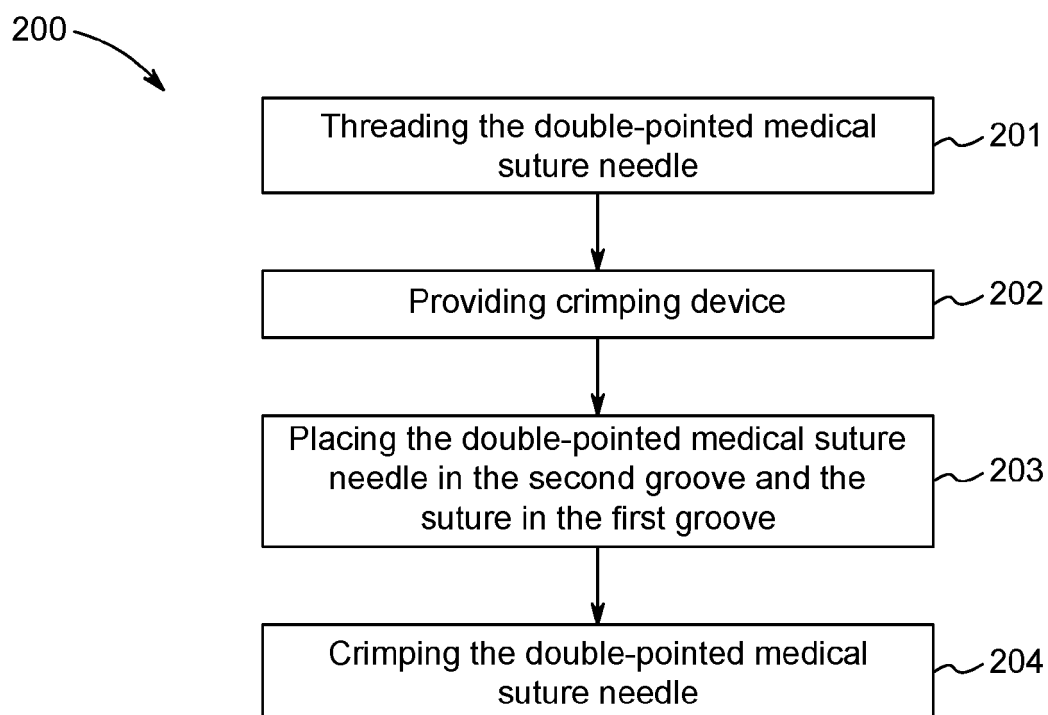 200
Threading the double-pointed medical
suture needle
201
Providing crimping device
202
Placing the double-pointed medical suture
needle in the second groove and the
suture in the first groove
203
Crimping the double-pointed medical
suture needle
204